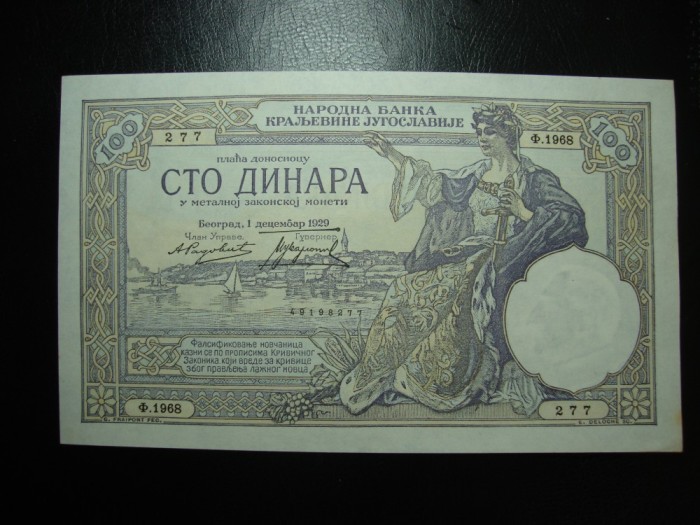 НАРОДНА БАНКА
КРАЉЕВИНЕ ЈУГОСЛАВИЈЕ
100
277
Ф.1968
100
плаћа доносиоцу
СТО ДИНАРА
у металној законској монети
Београд, 1 децембар 1929
Члан Управе, Гувернер
49198277
Фалсификовање новчаница
казни се по прописима Кривичног
Законика, који вреде за кривице
због прављења лажног новца.
Ф.1968
277